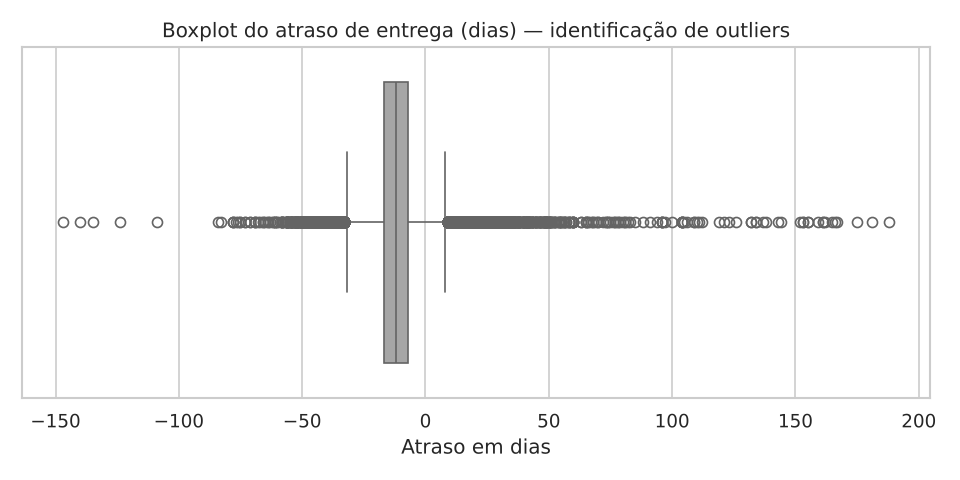 Boxplot do atraso de entrega (dias) — identificação de outliers
−150 −100 −50 0 50 100 150 200
Atraso em dias